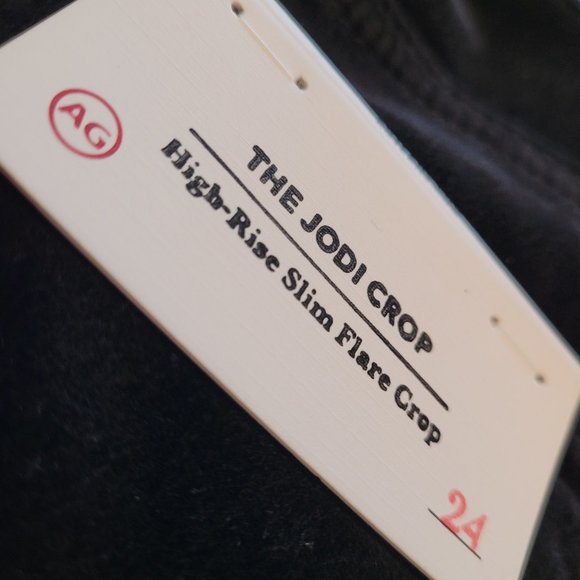 AG
THE JODI CROP
High-Rise Slim Flare Crop
24